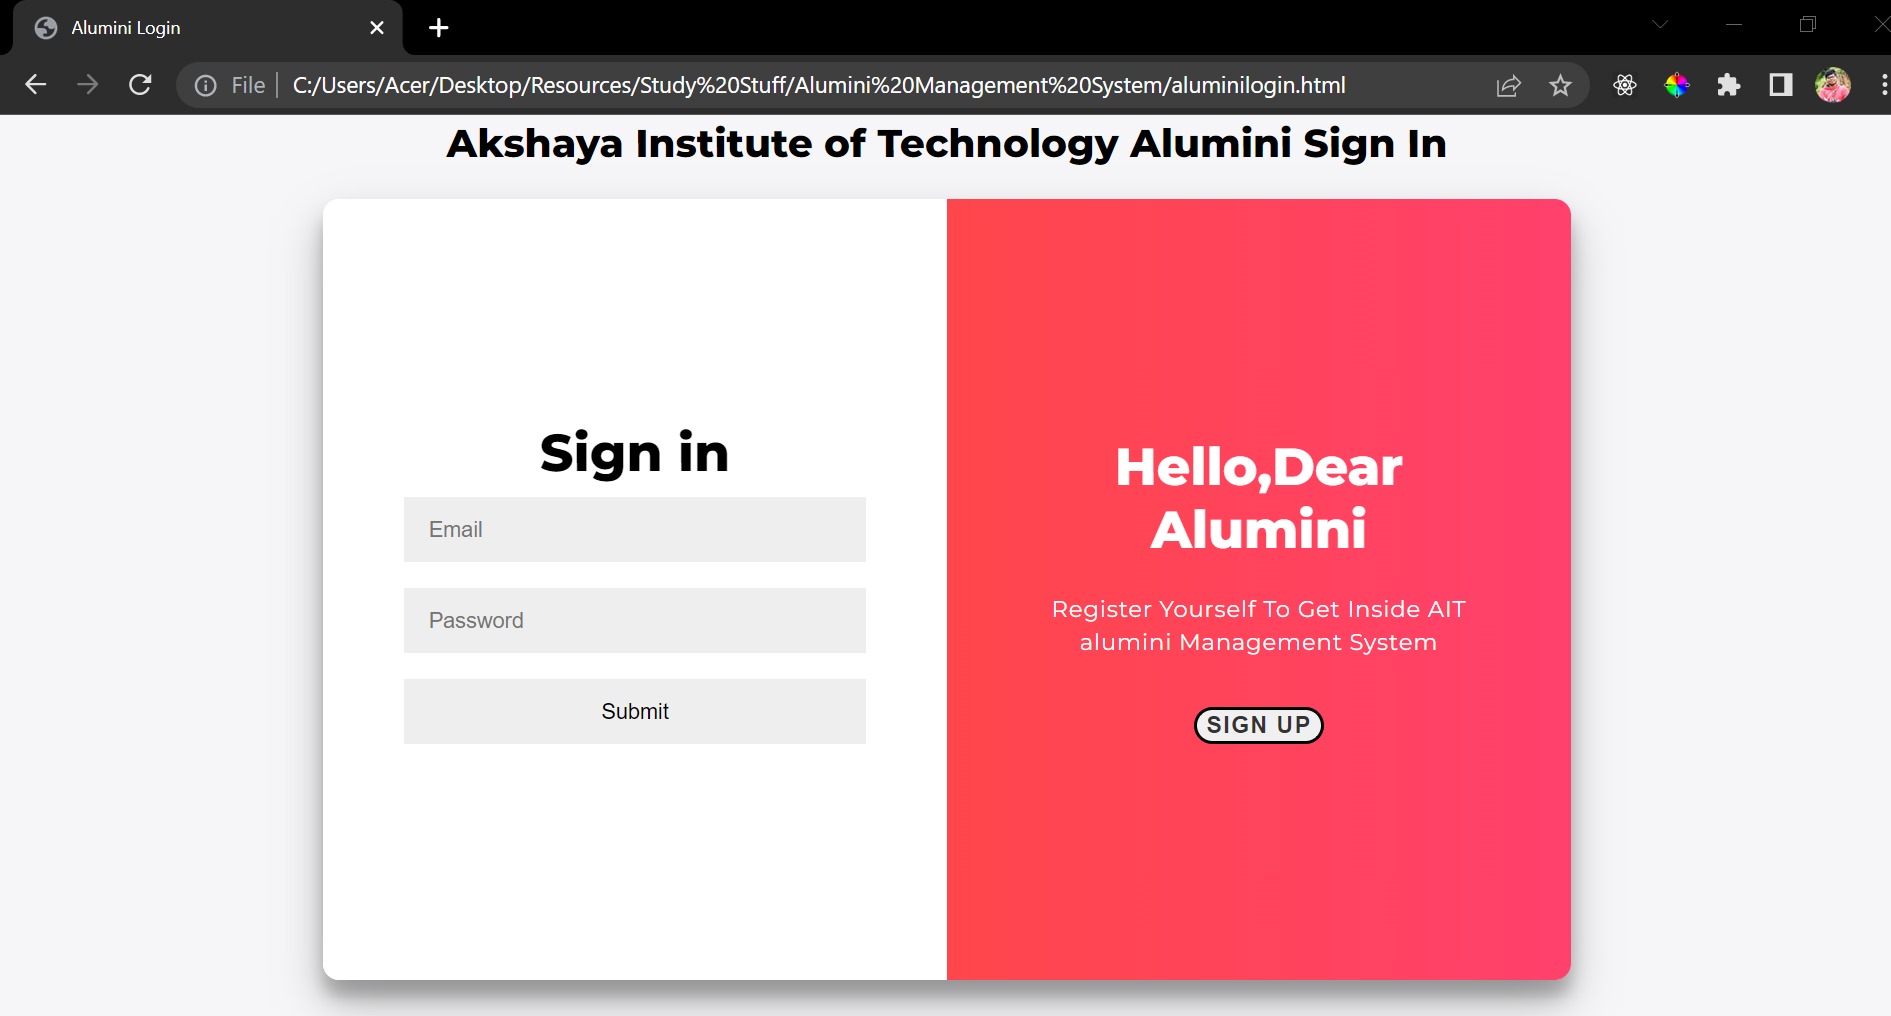 Alumini Login
File
C:/Users/Acer/Desktop/Resources/Study%20Stuff/Alumini%20Management%20System/aluminilogin.html
Akshaya Institute of Technology Alumini Sign In
Sign in
Email
Password
Submit
Hello,Dear
Alumini
Register Yourself To Get Inside AIT
alumini Management System
SIGN UP